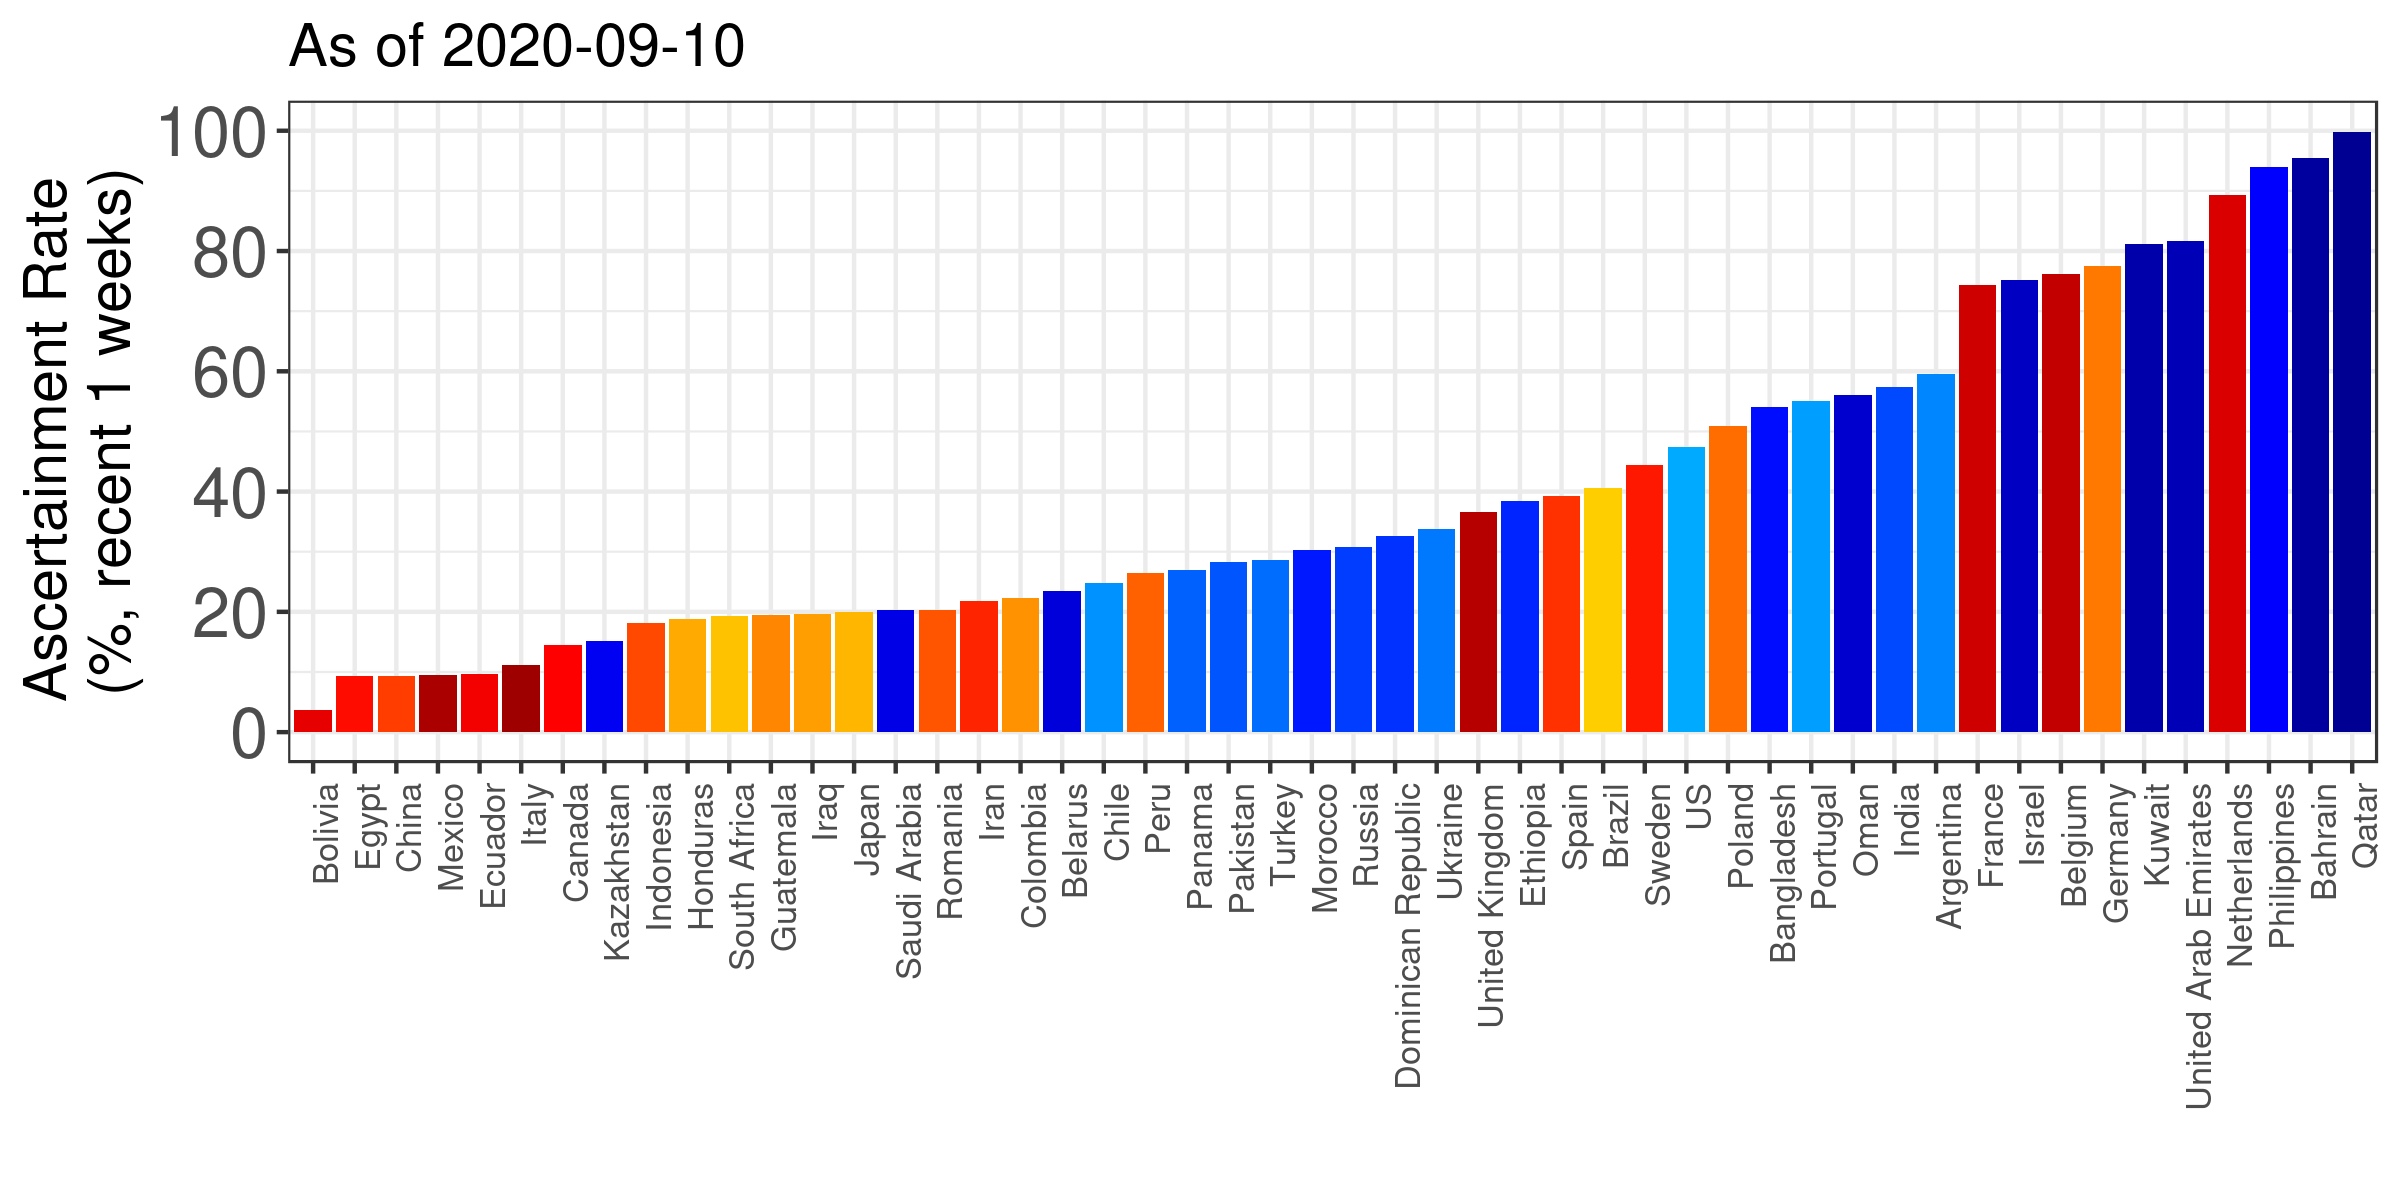 As of 2020-09-10
Ascertainment Rate
(%, recent 1 weeks)
100
80
60
40
20
0
Bolivia
Egypt
China
Mexico
Ecuador
Italy
Canada
Kazakhstan
Indonesia
Honduras
South Africa
Guatemala
Iraq
Japan
Saudi Arabia
Romania
Iran
Colombia
Belarus
Chile
Peru
Panama
Pakistan
Turkey
Morocco
Russia
Dominican Republic
Ukraine
United Kingdom
Ethiopia
Spain
Brazil
Sweden
US
Poland
Bangladesh
Portugal
Oman
India
Argentina
France
Israel
Belgium
Germany
Kuwait
United Arab Emirates
Netherlands
Philippines
Bahrain
Qatar